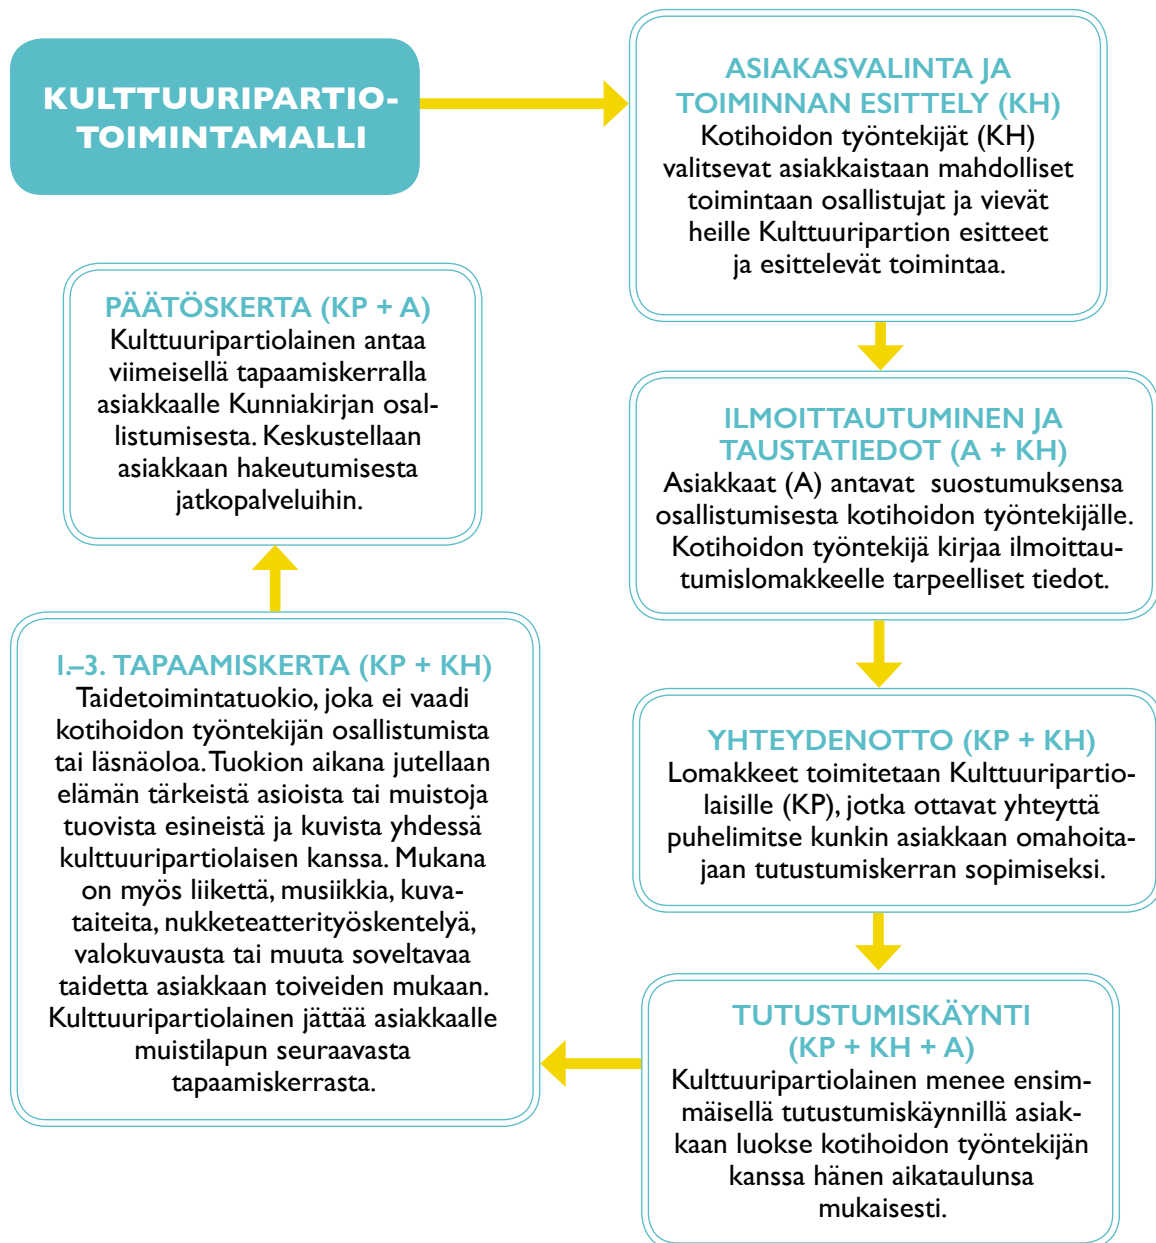 KULTTUURIPARTIO-
TOIMINTAMALLI
ASIAKASVALINTA JA
TOIMINNAN ESITTELY (KH)
Kotihoidon työntekijät (KH)
valitsevat asiakkaistaan mahdolliset
toimintaan osallistujat ja vievät
heille Kulttuuripartion esitteet
ja esittelevät toimintaa.
ILMOITTAUTUMINEN JA
TAUSTATIEDOT (A + KH)
Asiakkaat (A) antavat suostumuksensa
osallistumisesta kotihoidon työntekijälle.
Kotihoidon työntekijä kirjaa ilmoittau-
tumislomakkeelle tarpeelliset tiedot.
YHTEYDENOTTO (KP + KH)
Lomakkeet toimitetaan Kulttuuripartio-
laisille (KP), jotka ottavat yhteyttä
puhelimitse kunkin asiakkaan omahoita-
jaan tutustumiskerran sopimiseksi.
TUTUSTUMISKÄYNTI
(KP + KH + A)
Kulttuuripartiolainen menee ensim-
mäisellä tutustumiskäynnillä asiak-
kaan luokse kotihoidon työntekijän
kanssa hänen aikataulunsa
mukaisesti.
1.–3. TAPAAMISKERTA (KP + KH)
Taidetoimintatuokio, joka ei vaadi
kotihoidon työntekijän osallistumista
tai läsnäoloa. Tuokion aikana jutellaan
elämän tärkeistä asioista tai muistoja
tuovista esineistä ja kuvista yhdessä
kulttuuripartiolaisen kanssa. Mukana
on myös liikettä, musiikkia, kuva-
taiteita, nukketeatterityöskentelyä,
valokuvausta tai muuta soveltavaa
taidetta asiakkaan toiveiden mukaan.
Kulttuuripartiolainen jättää asiakkaalle
muistilapun seuraavasta
tapaamiskerrasta.
PÄÄTÖSKERTA (KP + A)
Kulttuuripartiolainen antaa
viimeisellä tapaamiskerralla
asiakkaalle Kunniakirjan osal-
listumisesta. Keskustellaan
asiakkaan hakeutumisesta
jatkopalveluihin.